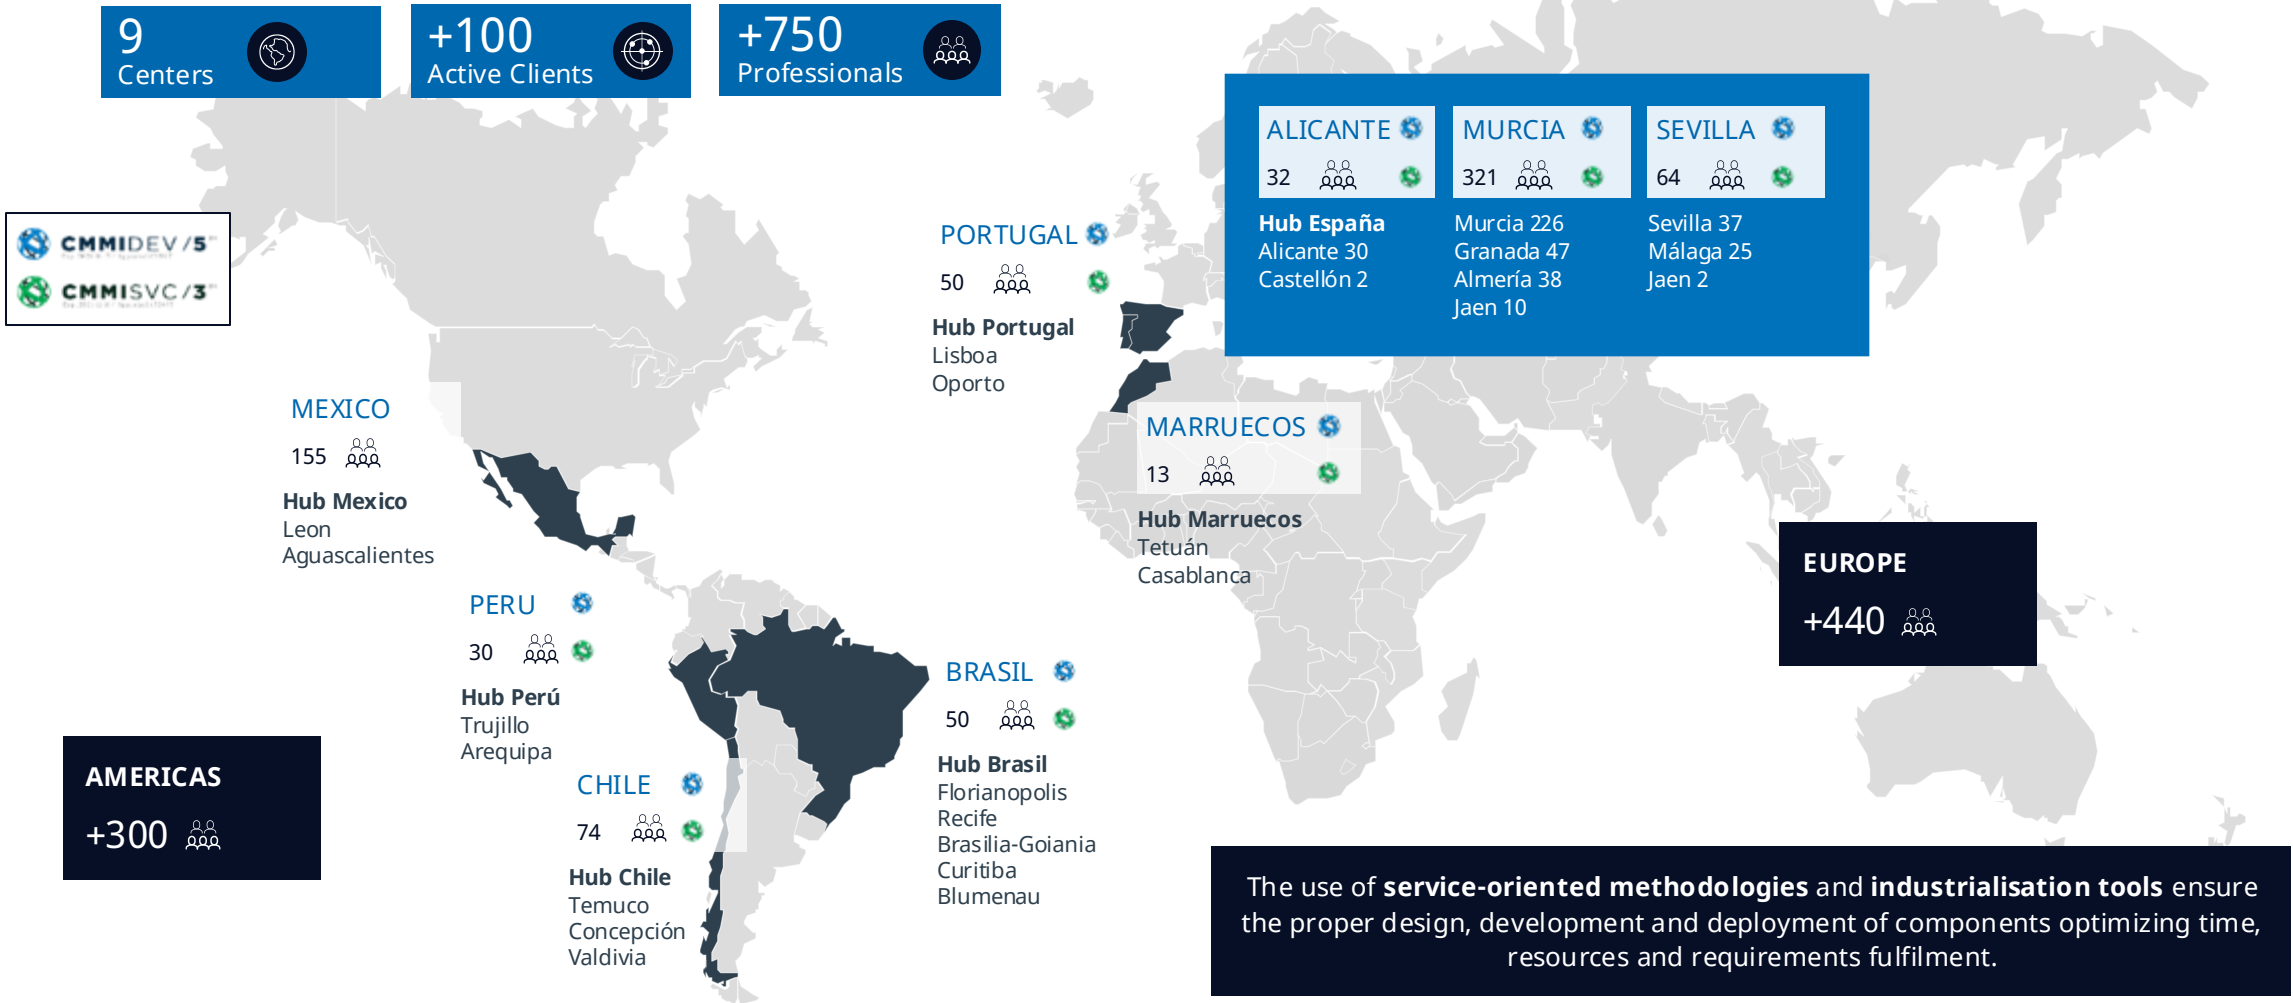 9
Centers
+100
Active Clients
+750
Professionals
CMMIDEV/5
CMMISVC/3
ALICANTE
32
Hub España
Alicante 30
Castellón 2
MURCIA
321
Murcia 226
Granada 47
Almería 38
Jaen 10
SEVILLA
64
Sevilla 37
Málaga 25
Jaen 2
PORTUGAL
50
Hub Portugal
Lisboa
Oporto
MEXICO
155
Hub Mexico
Leon
Aguascalientes
MARRUECOS
13
Hub Marruecos
Tetuán
Casablanca
EUROPE
+440
PERU
30
Hub Perú
Trujillo
Arequipa
BRASIL
50
Hub Brasil
Florianopolis
Recife
Brasilia-Goiania
Curitiba
Blumenau
CHILE
74
Hub Chile
Temuco
Concepción
Valdivia
AMERICAS
+300
The use of service-oriented methodologies and industrialisation tools ensure
the proper design, development and deployment of components optimizing time,
resources and requirements fulfilment.